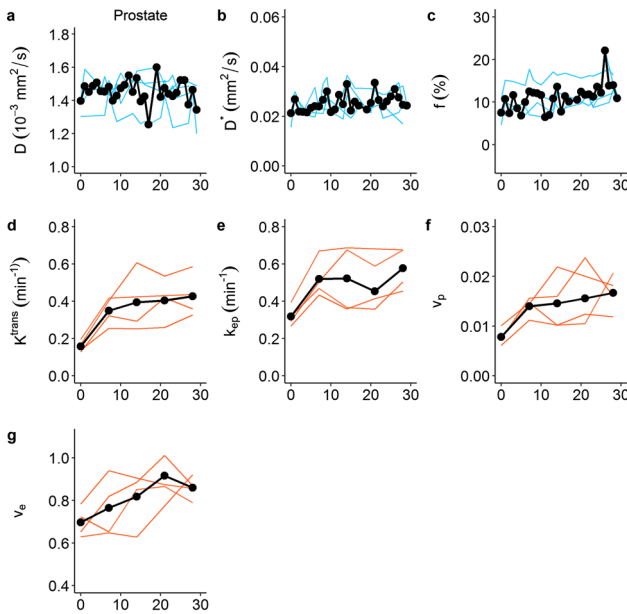 Prostate
a
b
c
D (10⁻³ mm²/s)
1.8
1.6
1.4
1.2
1.0
0 10 20 30
D* (mm²/s)
0.06
0.04
0.02
0.00
0 10 20 30
f (%)
30
20
10
0
0 10 20 30
d
e
f
Kᵗʳᵃⁿˢ (min⁻¹)
0.8
0.6
0.4
0.2
0.0
0 10 20 30
kₑₚ (min⁻¹)
0.8
0.6
0.4
0.2
0.0
0 10 20 30
vₚ
0.03
0.02
0.01
0.00
0 10 20 30
g
vₑ
1.0
0.8
0.6
0.4
0 10 20 30